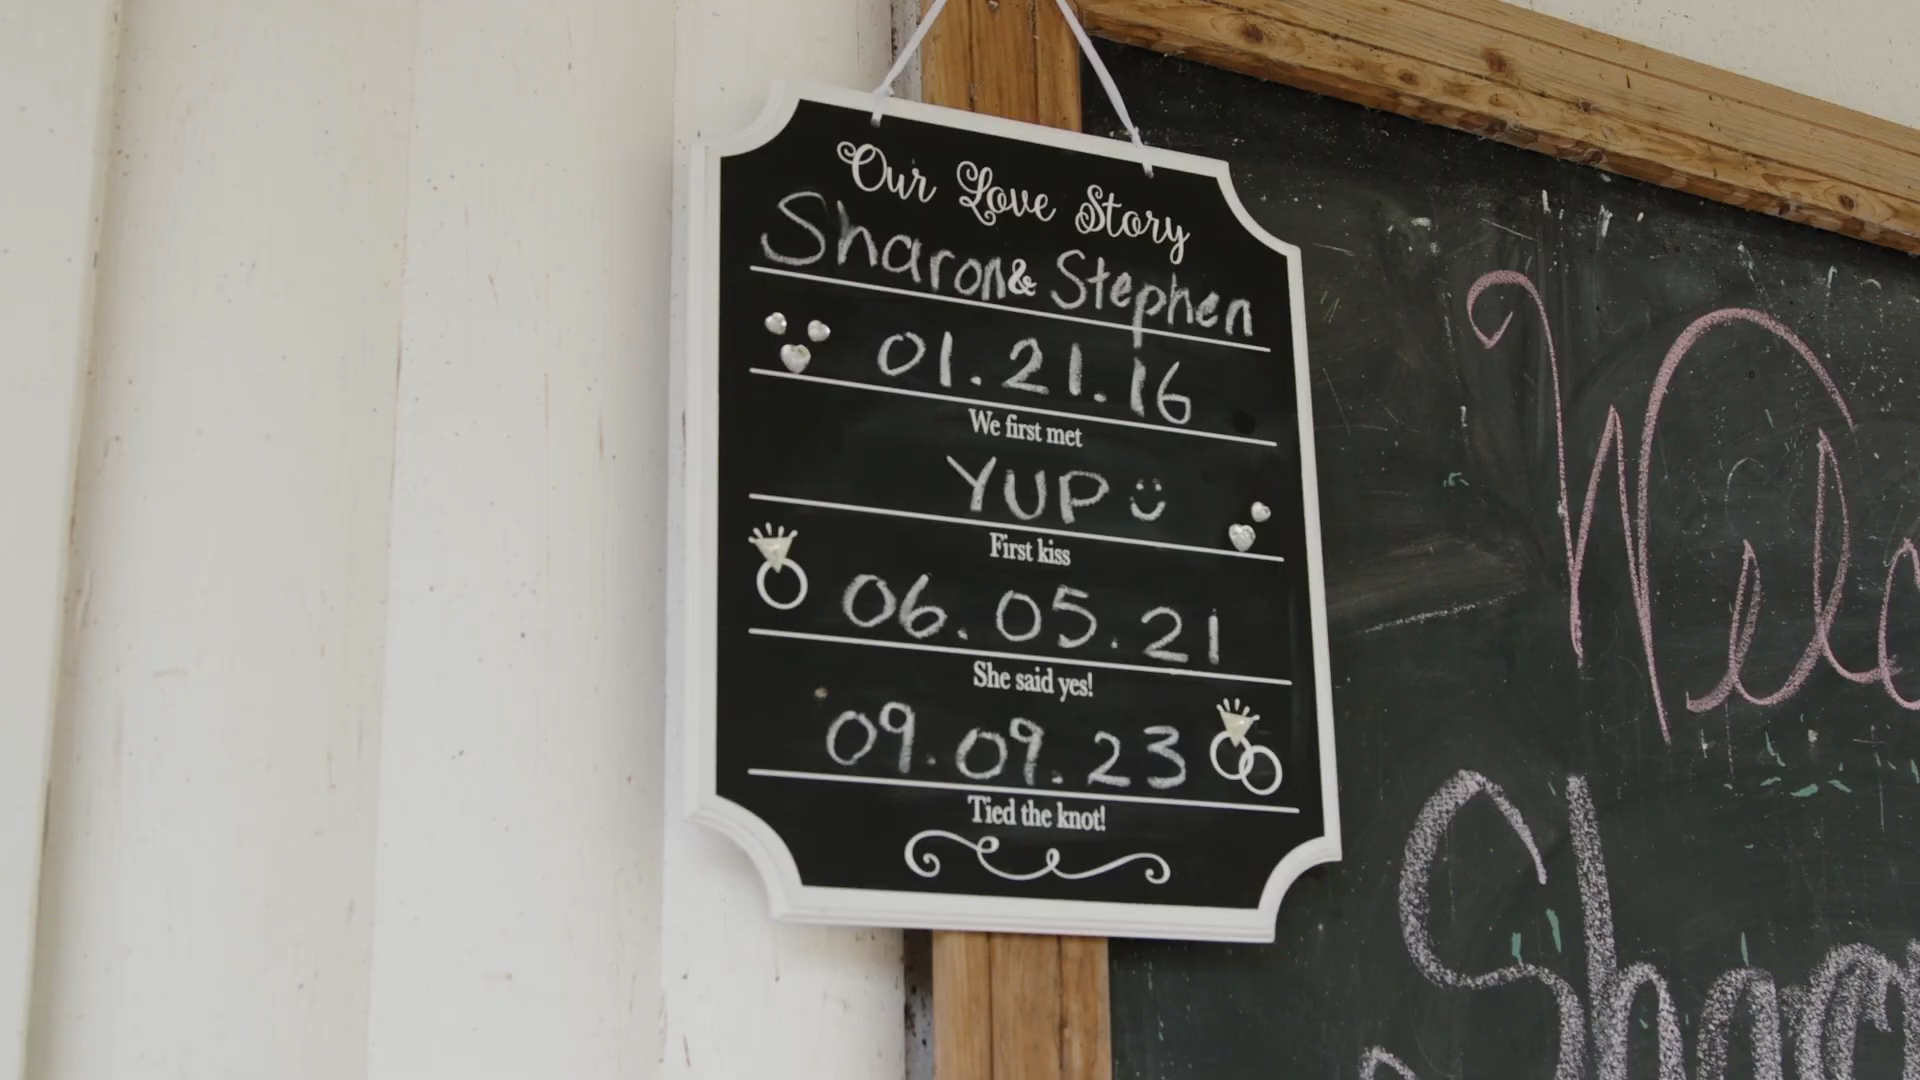 Our Love Story
Sharon & Stephen
01.21.16
We first met
YUP
First kiss
06.05.21
She said yes!
09.09.23
Tied the knot!